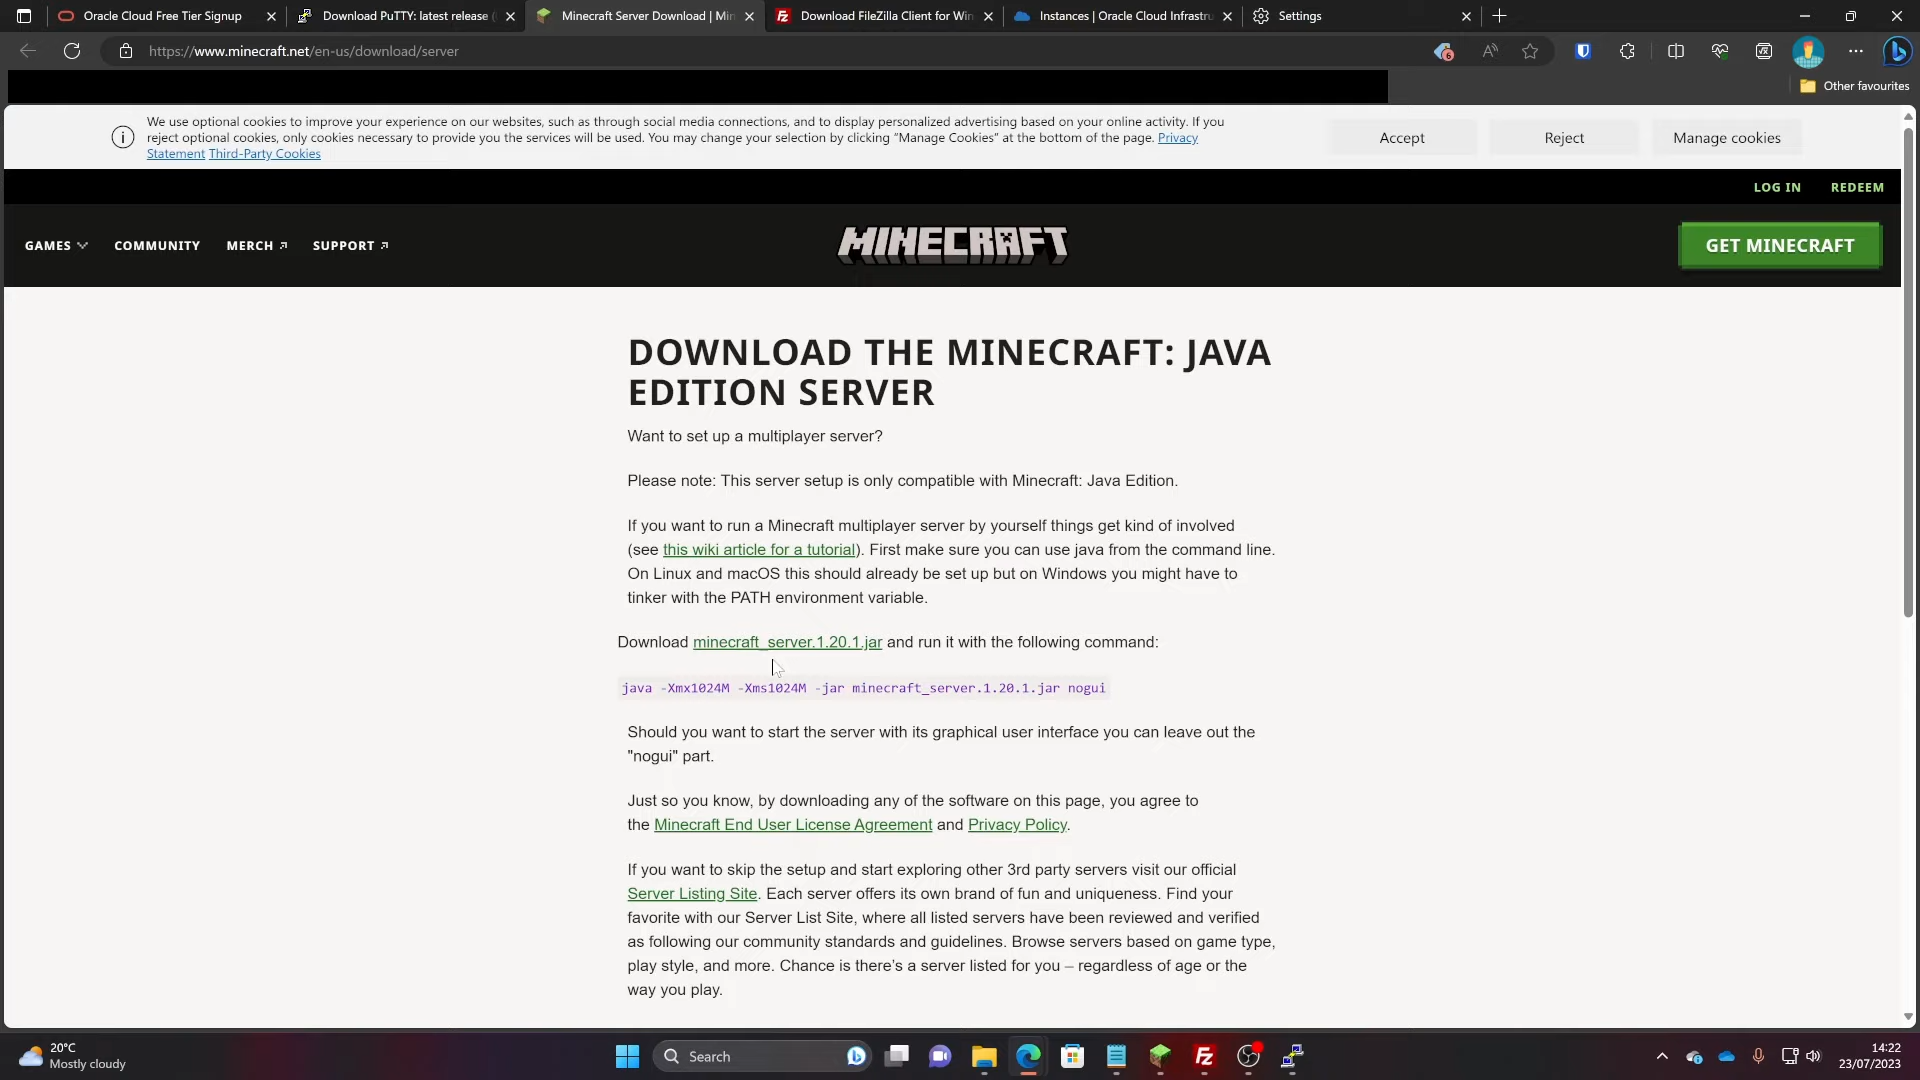 Oracle Cloud Free Tier Signup
Download PuTTY: latest release (
Minecraft Server Download | Min
Download FileZilla Client for Win
Instances | Oracle Cloud Infrastru
Settings
https://www.minecraft.net/en-us/download/server
6
Other favourites
We use optional cookies to improve your experience on our websites, such as through social media connections, and to display personalized advertising based on your online activity. If you
reject optional cookies, only cookies necessary to provide you the services will be used. You may change your selection by clicking “Manage Cookies” at the bottom of the page. Privacy
Statement Third-Party Cookies
Accept
Reject
Manage cookies
LOG IN
REDEEM
GAMES
COMMUNITY
MERCH
SUPPORT
MINECRAFT
GET MINECRAFT
DOWNLOAD THE MINECRAFT: JAVA
EDITION SERVER
Want to set up a multiplayer server?
Please note: This server setup is only compatible with Minecraft: Java Edition.
If you want to run a Minecraft multiplayer server by yourself things get kind of involved
(see this wiki article for a tutorial). First make sure you can use java from the command line.
On Linux and macOS this should already be set up but on Windows you might have to
tinker with the PATH environment variable.
Download minecraft_server.1.20.1.jar and run it with the following command:
java -Xmx1024M -Xms1024M -jar minecraft_server.1.20.1.jar nogui
Should you want to start the server with its graphical user interface you can leave out the
"nogui" part.
Just so you know, by downloading any of the software on this page, you agree to
the Minecraft End User License Agreement and Privacy Policy.
If you want to skip the setup and start exploring other 3rd party servers visit our official
Server Listing Site. Each server offers its own brand of fun and uniqueness. Find your
favorite with our Server List Site, where all listed servers have been reviewed and verified
as following our community standards and guidelines. Browse servers based on game type,
play style, and more. Chance is there’s a server listed for you – regardless of age or the
way you play.
20°C
Mostly cloudy
Search
14:22
23/07/2023